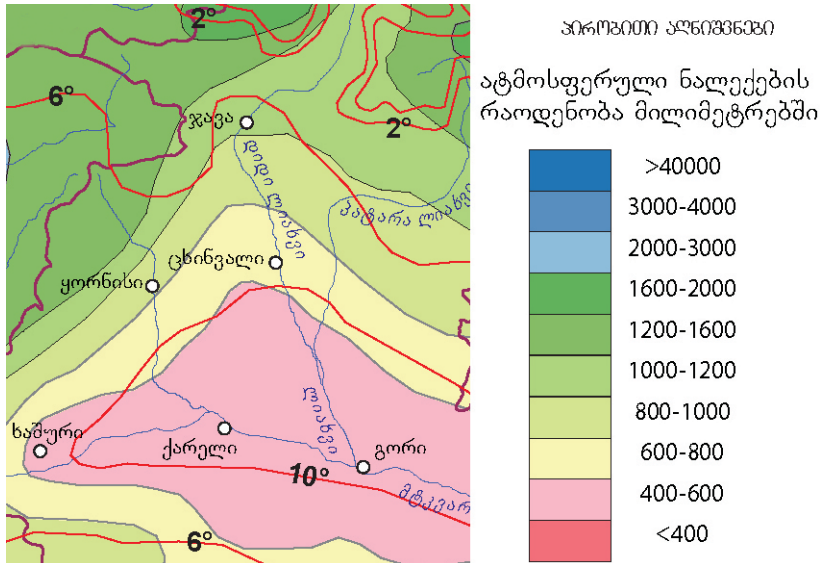 2°
6°
ჯავა
2°
დიდი ლიახვი
პატარა ლიახვი
ცხინვალი
ყორნისი
ლიახვი
ხაშური
ქარელი
გორი
10°
მტკვარი
6°
პირობითი აღნიშვნები
ატმოსფერული ნალექების
რაოდენობა მილიმეტრებში
>40000
3000-4000
2000-3000
1600-2000
1200-1600
1000-1200
800-1000
600-800
400-600
<400